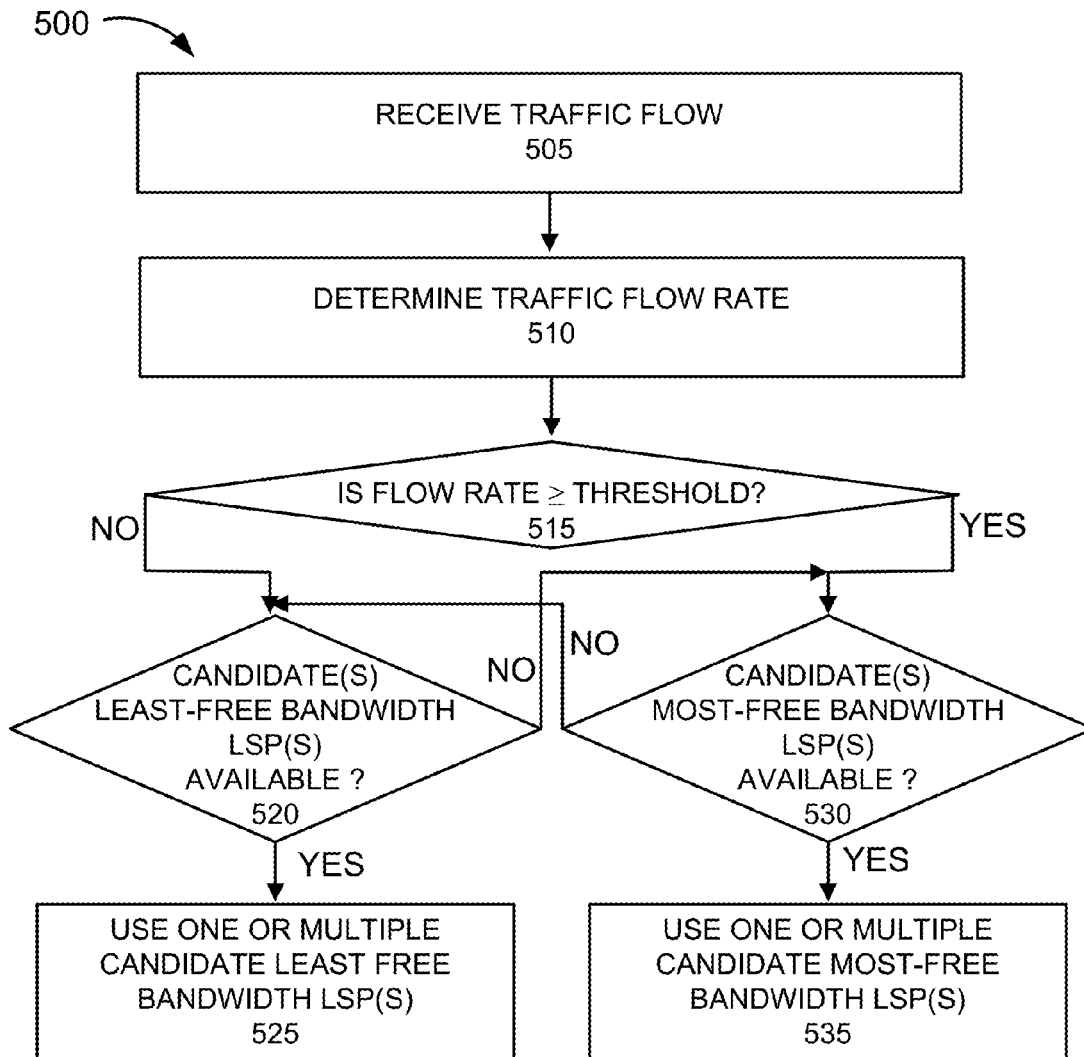 500
RECEIVE TRAFFIC FLOW
505
DETERMINE TRAFFIC FLOW RATE
510
IS FLOW RATE ≥ THRESHOLD?
515
NO
YES
CANDIDATE(S)
LEAST-FREE BANDWIDTH
LSP(S)
AVAILABLE ?
520
NO
NO
CANDIDATE(S)
MOST-FREE BANDWIDTH
LSP(S)
AVAILABLE ?
530
YES
YES
USE ONE OR MULTIPLE
CANDIDATE LEAST FREE
BANDWIDTH LSP(S)
525
USE ONE OR MULTIPLE
CANDIDATE MOST-FREE
BANDWIDTH LSP(S)
535